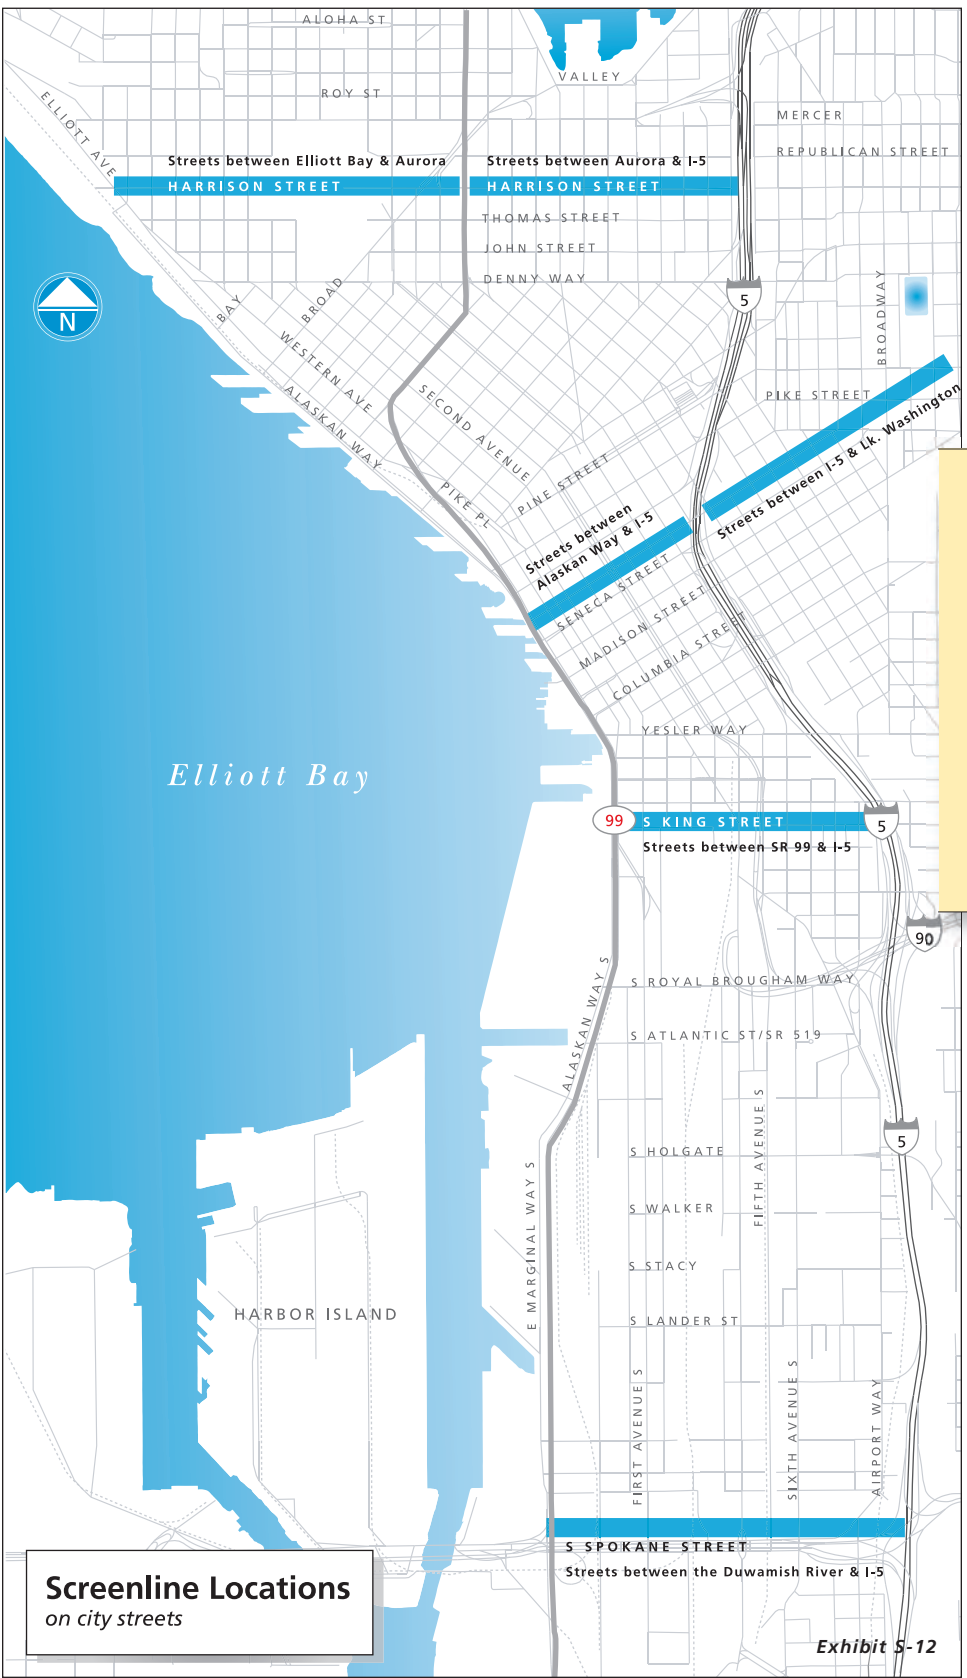 ALOHA ST
VALLEY
ROY ST
ELLIOTT AVE
MERCER
REPUBLICAN STREET
Streets between Elliott Bay & Aurora
Streets between Aurora & I-5
HARRISON STREET
HARRISON STREET
THOMAS STREET
JOHN STREET
DENNY WAY
BAY
BROAD
BROADWAY
5
N
WESTERN AVE
ALASKAN WAY
SECOND AVENUE
PIKE STREET
PINE STREET
PIKE PL
Streets between I-5 & Lk. Washington
Streets between
Alaskan Way & I-5
SENECA STREET
MADISON STREET
COLUMBIA STREET
YESLER WAY
Elliott Bay
99
S KING STREET
5
Streets between SR 99 & I-5
90
ALASKAN WAY S
S ROYAL BROUGHAM WAY
S ATLANTIC ST/SR 519
FIFTH AVENUE S
5
S HOLGATE
E MARGINAL WAY S
S WALKER
S STACY
HARBOR ISLAND
S LANDER ST
FIRST AVENUE S
SIXTH AVENUE S
AIRPORT WAY
S SPOKANE STREET
Streets between the Duwamish River & I-5
Screenline Locations
on city streets
Exhibit S-12